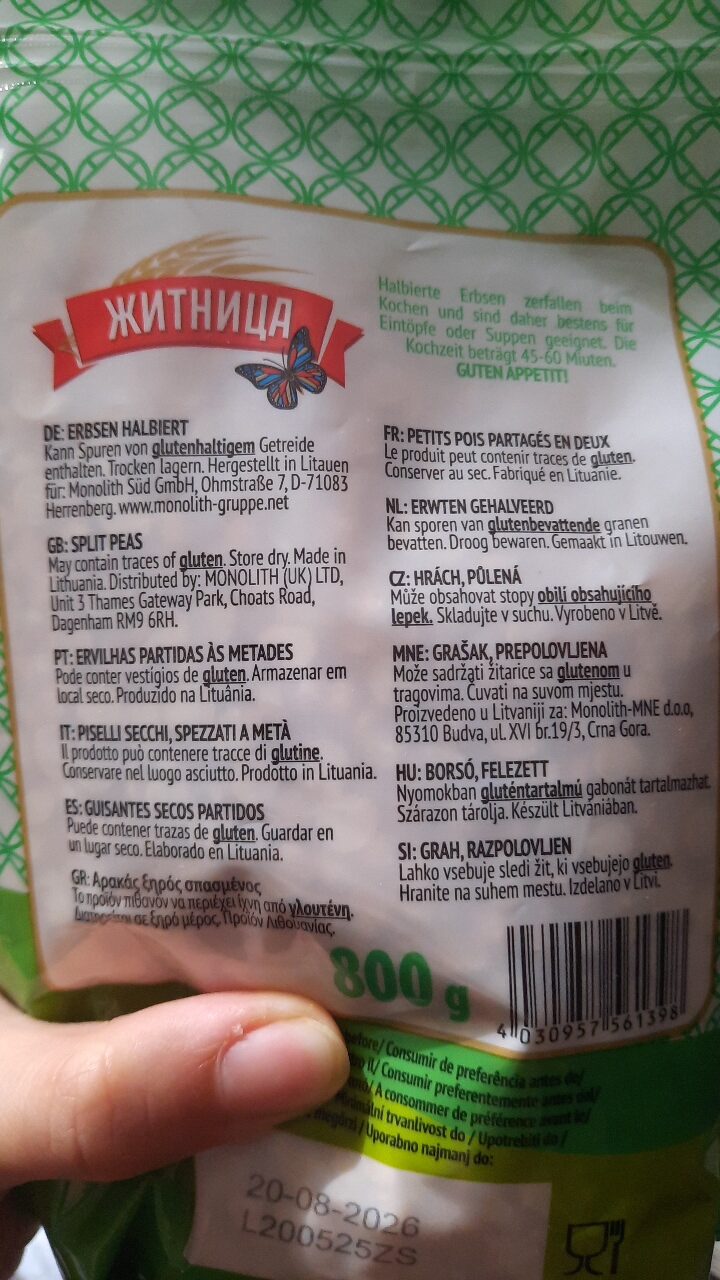 ЖИТНИЦА
Halbierte Erbsen zerfallen beim
Kochen und sind daher bestens für
Eintöpfe oder Suppen geeignet. Die
Kochzeit beträgt 45-60 Miuten.
GUTEN APPETIT!
DE: ERBSEN HALBIERT
Kann Spuren von glutenhaltigem Getreide
enthalten. Trocken lagern. Hergestellt in Litauen
für: Monolith Süd GmbH, Ohmstraße 7, D-71083
Herrenberg. www.monolith-gruppe.net
GB: SPLIT PEAS
May contain traces of gluten. Store dry. Made in
Lithuania. Distributed by: MONOLITH (UK) LTD,
Unit 3 Thames Gateway Park, Choats Road,
Dagenham RM9 6RH.
PT: ERVILHAS PARTIDAS ÀS METADES
Pode conter vestígios de gluten. Armazenar em
local seco. Produzido na Lituânia.
IT: PISELLI SECCHI, SPEZZATI A METÀ
Il prodotto può contenere tracce di glutine.
Conservare nel luogo asciutto. Prodotto in Lituania.
ES: GUISANTES SECOS PARTIDOS
Puede contener trazas de gluten. Guardar en
un lugar seco. Elaborado en Lituania.
GR: Αρακάς ξηρός σπασμένος
Το προϊόν πιθανόν να περιέχει ίχνη από γλουτένη.
σε ξηρό μέρος. Προϊόν Λιθουανίας.
FR: PETITS POIS PARTAGÉS EN DEUX
Le produit peut contenir traces de gluten.
Conserver au sec. Fabriqué en Lituanie.
NL: ERWTEN GEHALVEERD
Kan sporen van glutenbevattende granen
bevatten. Droog bewaren. Gemaakt in Litouwen.
CZ: HRÁCH, PŮLENÁ
Může obsahovat stopy obilí obsahujícího
lepek. Skladujte v suchu. Vyrobeno v Litvě.
MNE: GRAŠAK, PREPOLOVLJENA
Može sadržati žitarice sa glutenom u
tragovima. Čuvati na suvom mjestu.
Proizvedeno u Litvaniji za: Monolith-MNE d.o.o,
85310 Budva, ul. XVI br.19/3, Crna Gora.
HU: BORSÓ, FELEZETT
Nyomokban gluténtartalmú gabonát tartalmazhat.
Szárazon tárolja. Készült Litvániában.
SI: GRAH, RAZPOLOVLJEN
Lahko vsebuje sledi žit, ki vsebujejo gluten.
Hranite na suhem mestu. Izdelano v Litvi.
800 g
4 030957 561398
/ Consumir de preferência antes de/
/ Consumir preferentemente antes del/
/ A consommer de préférence avant le/
trvanlivost do / Upotrebiti do /
/ Uporabno najmanj do:
20-08-2026
L200525ZS